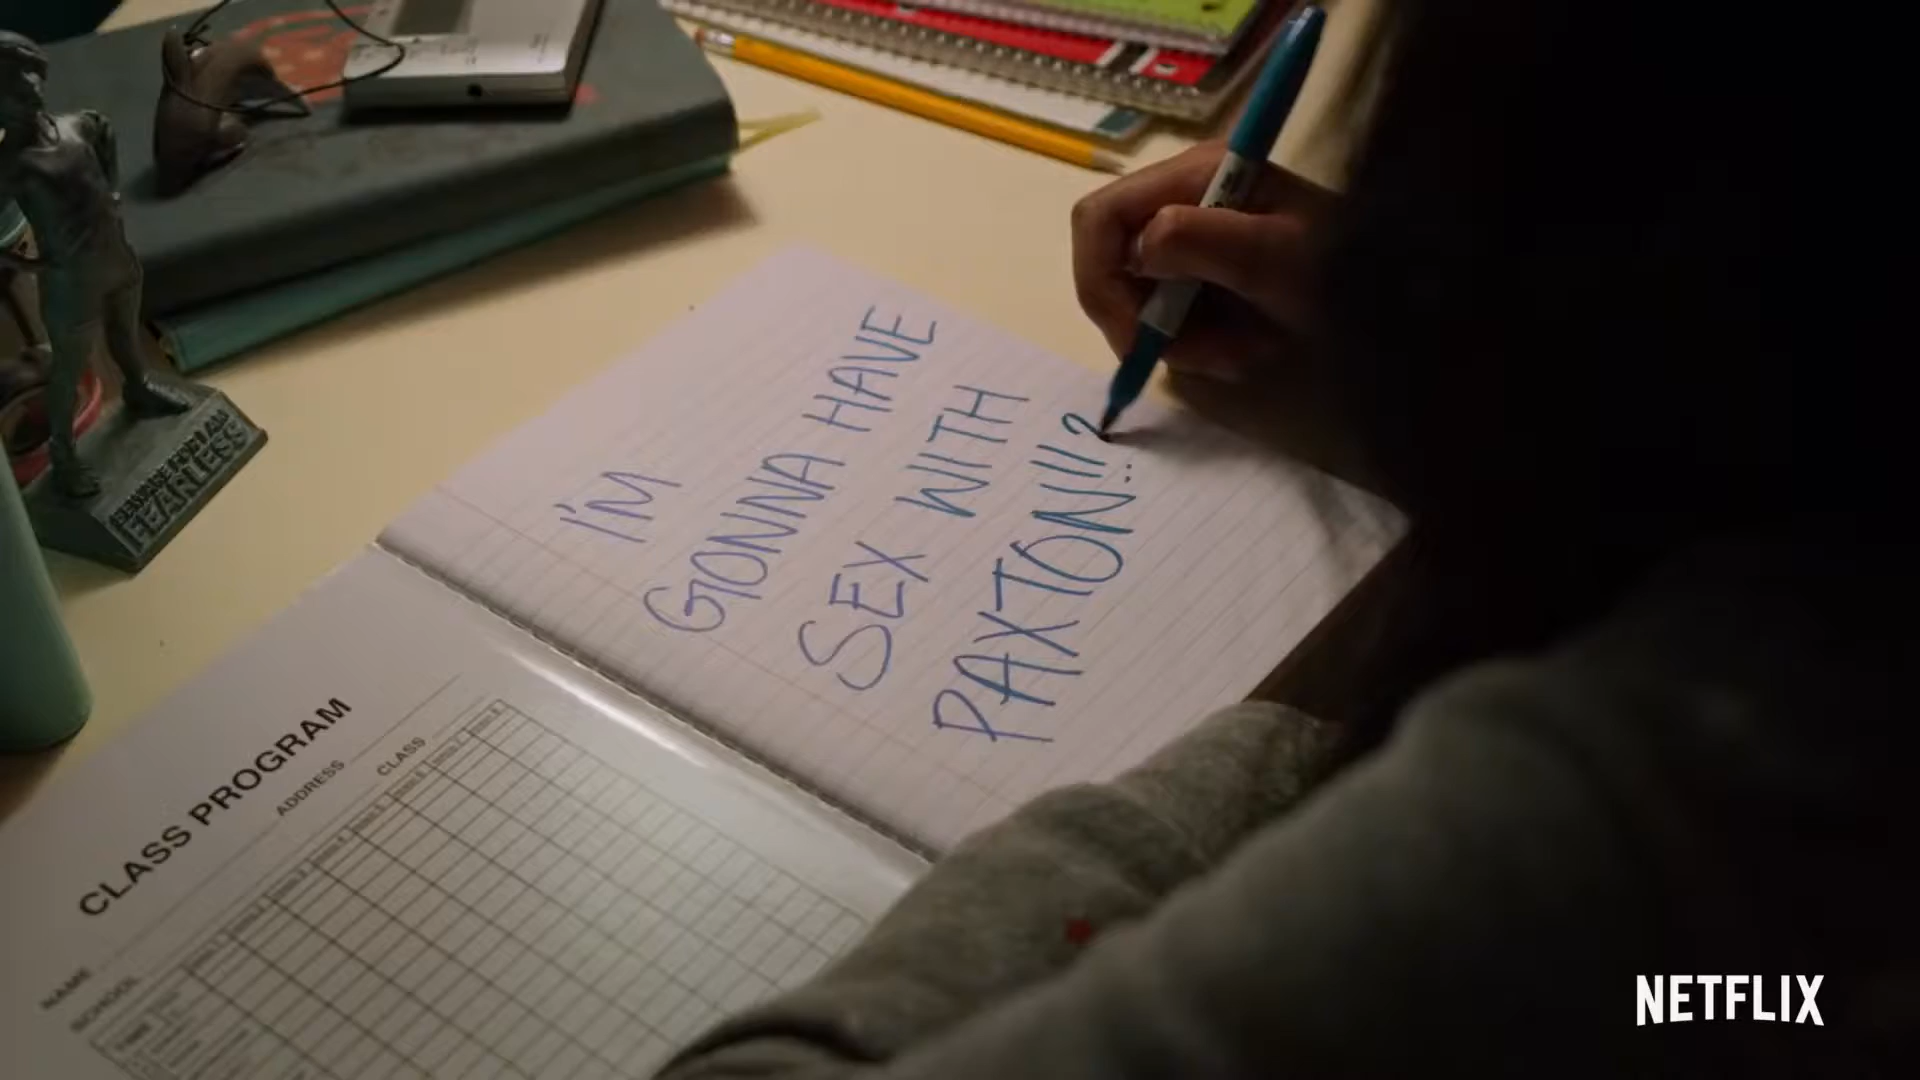 I'M
GONNA HAVE
SEX WITH
PAXTON!!?
CLASS PROGRAM
NAME
ADDRESS
SCHOOL
CLASS
FEARLESS
NETFLIX